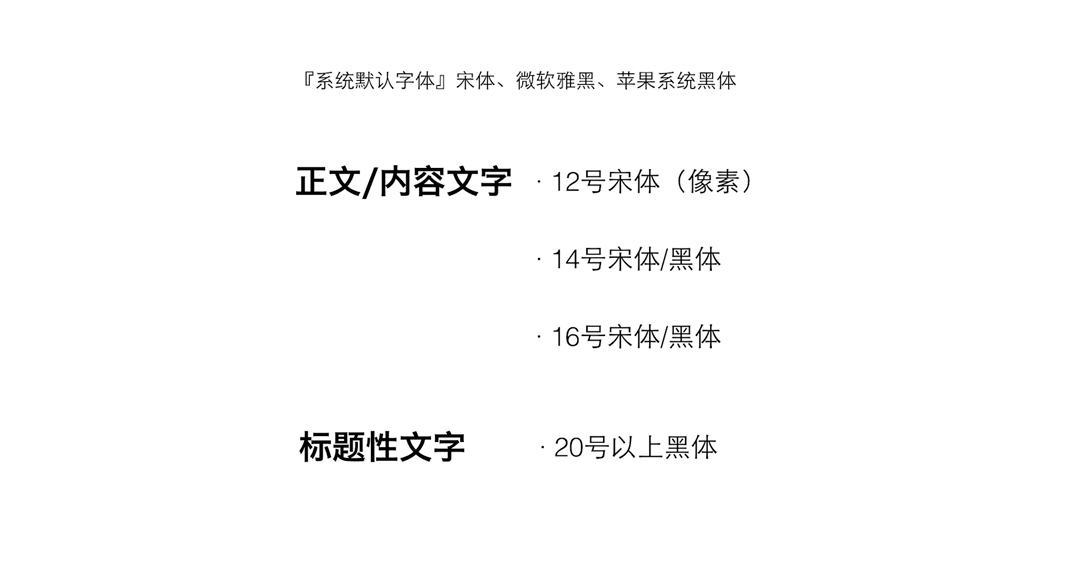 『系统默认字体』宋体、微软雅黑、苹果系统黑体
正文/内容文字 · 12号宋体（像素）
· 14号宋体/黑体
· 16号宋体/黑体
标题性文字 · 20号以上黑体